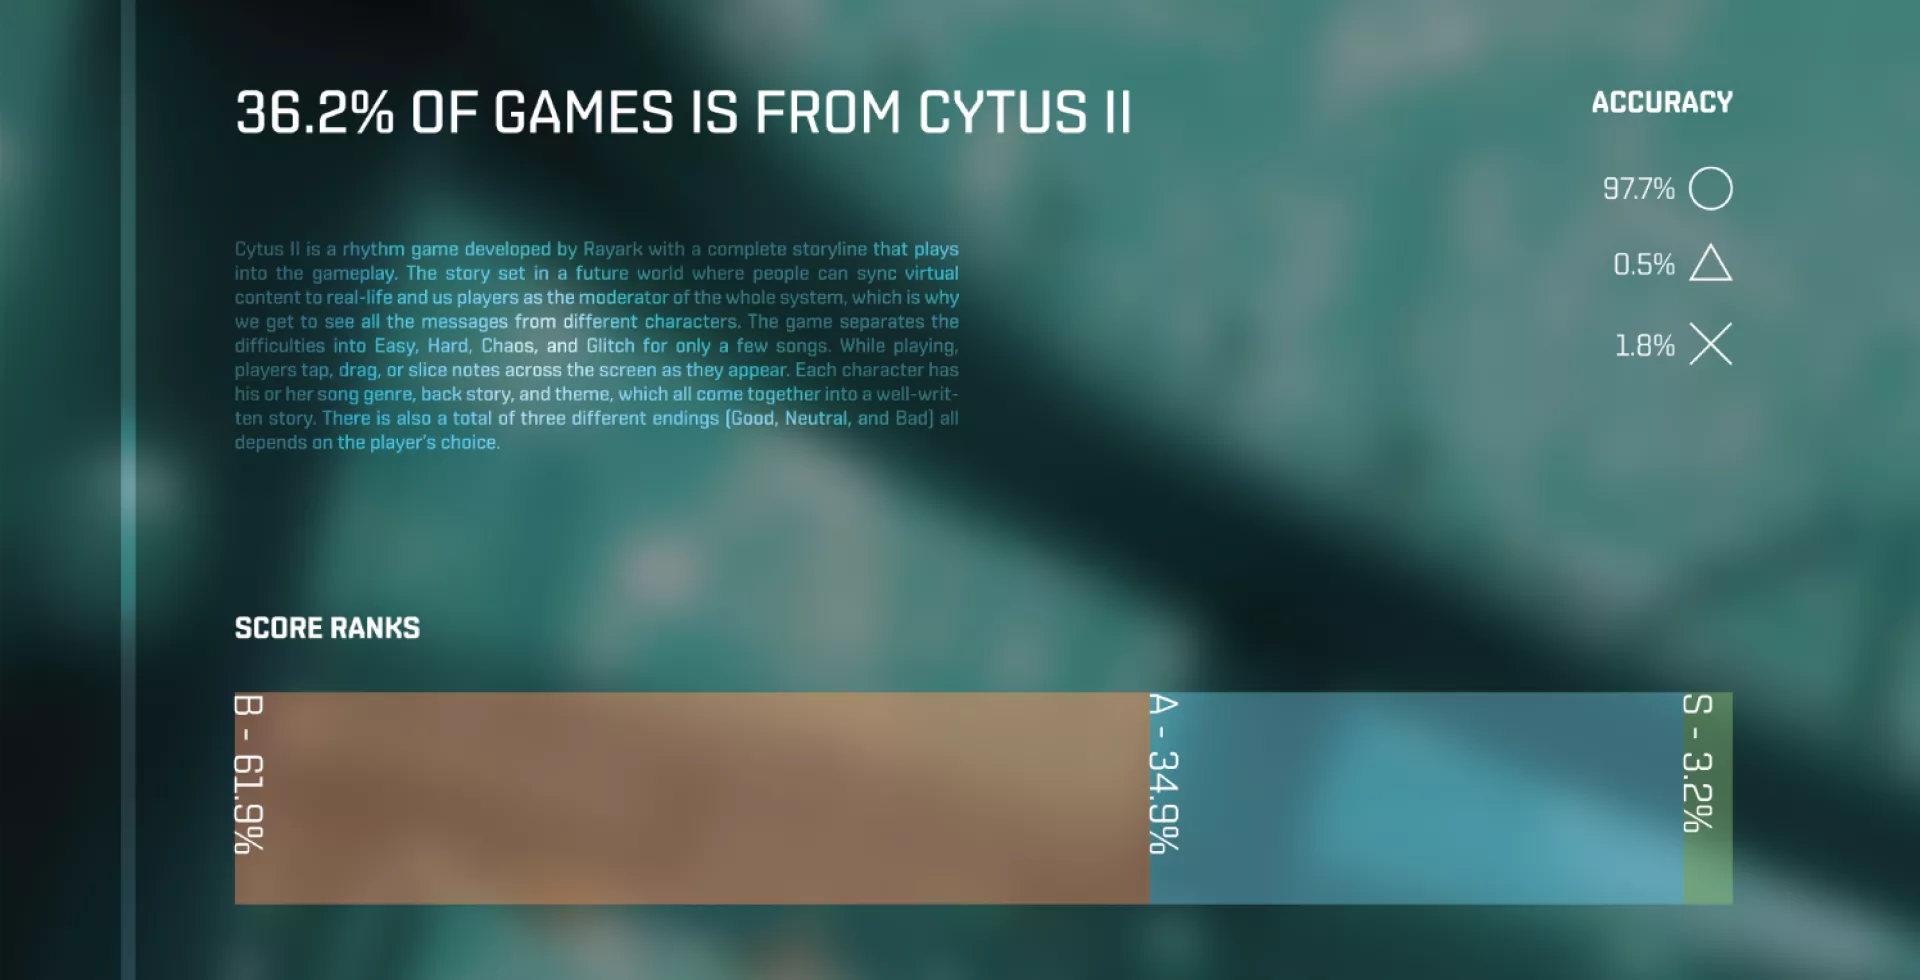 36.2% OF GAMES IS FROM CYTUS II
Cytus II is a rhythm game developed by Rayark with a complete storyline that plays
into the gameplay. The story set in a future world where people can sync virtual
content to real-life and us players as the moderator of the whole system, which is why
we get to see all the messages from different characters. The game separates the
difficulties into Easy, Hard, Chaos, and Glitch for only a few songs. While playing,
players tap, drag, or slice notes across the screen as they appear. Each character has
his or her song genre, back story, and theme, which all come together into a well-writ-
ten story. There is also a total of three different endings (Good, Neutral, and Bad) all
depends on the player's choice.
ACCURACY
97.7%
0.5%
1.8%
SCORE RANKS
B - 61.9%
A - 34.9%
S - 3.2%